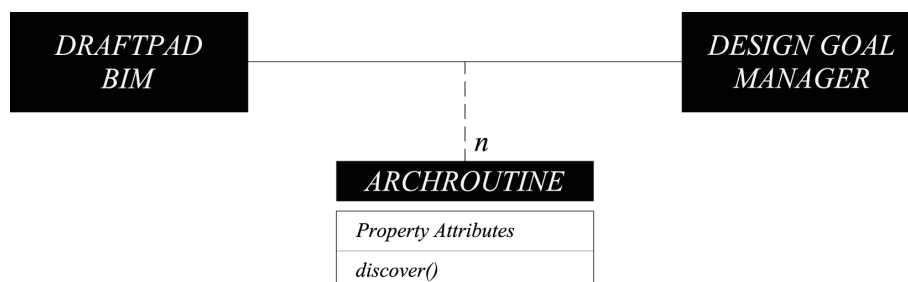 DRAFTPAD
BIM
DESIGN GOAL
MANAGER
n
ARCHROUTINE
Property Attributes
discover()